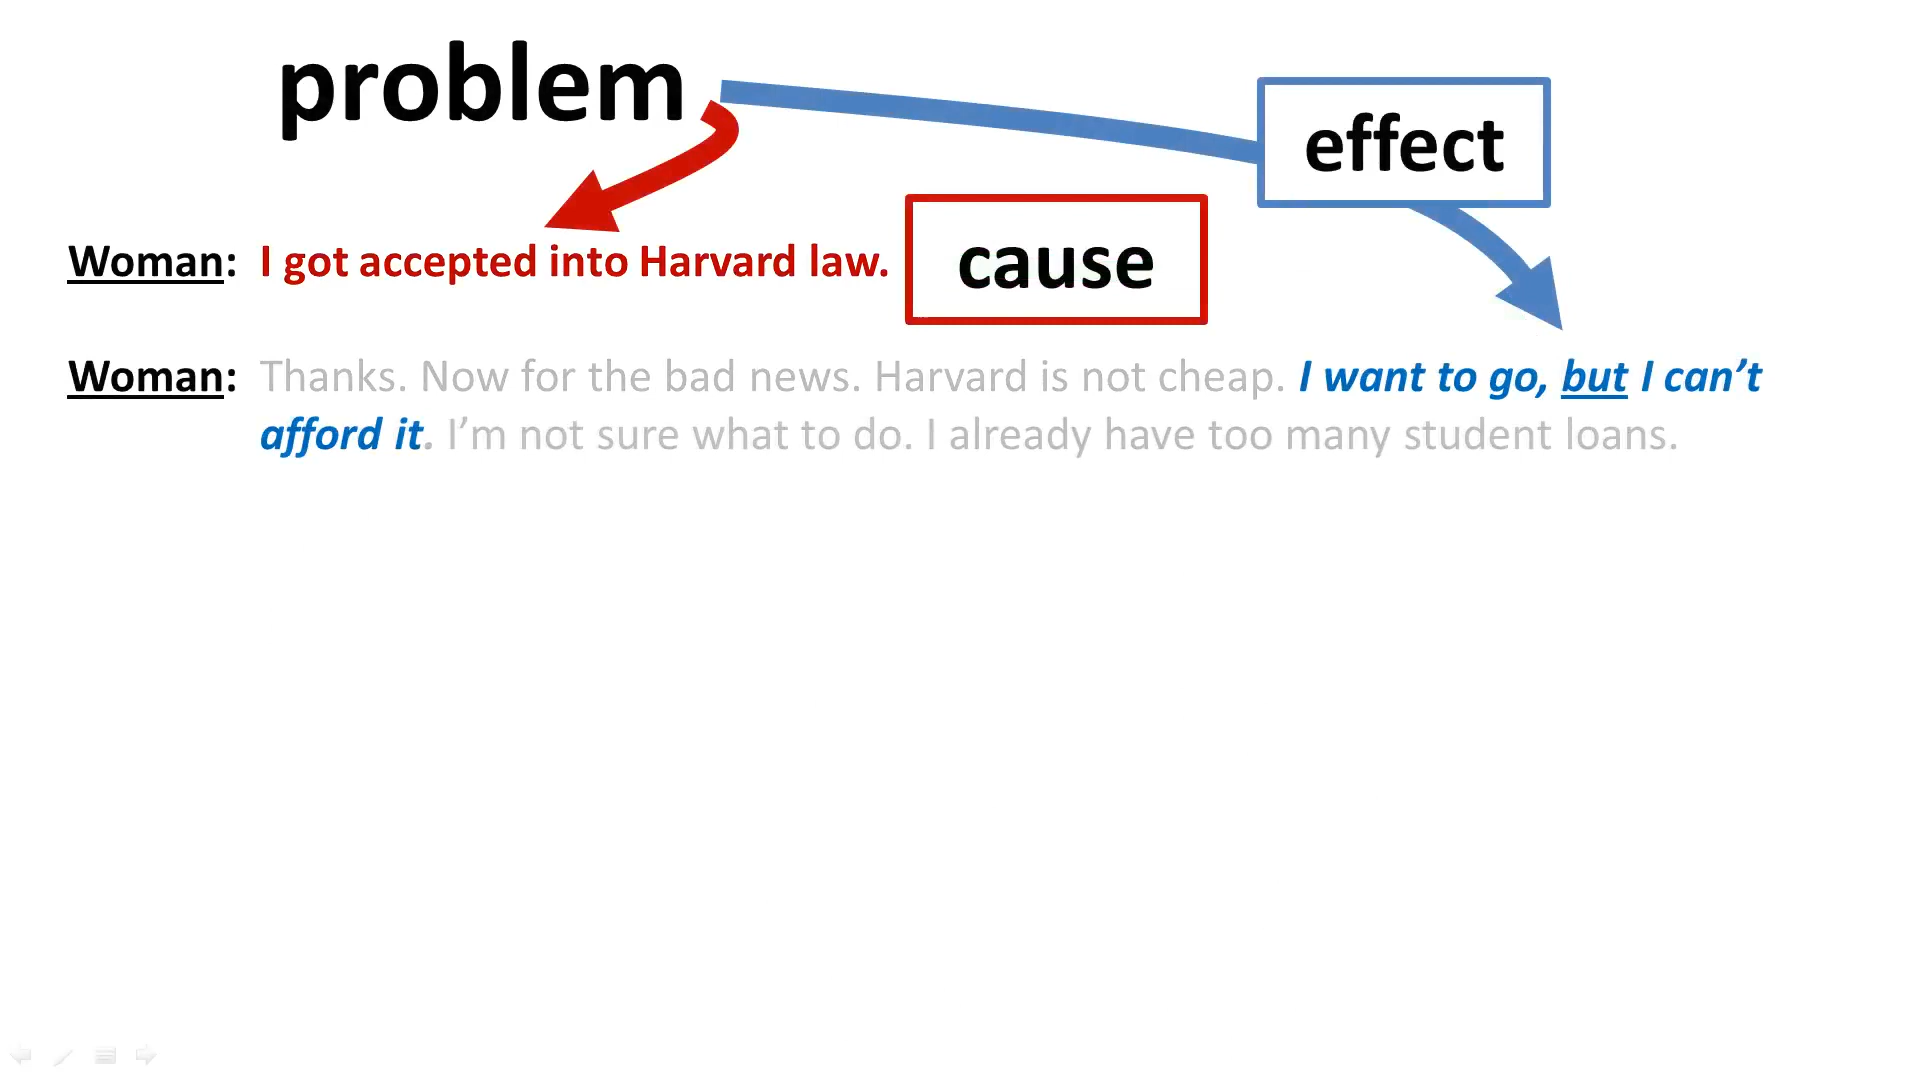 problem
effect
Woman: I got accepted into Harvard law.
cause
Woman: Thanks. Now for the bad news. Harvard is not cheap. I want to go, but I can’t
afford it. I’m not sure what to do. I already have too many student loans.